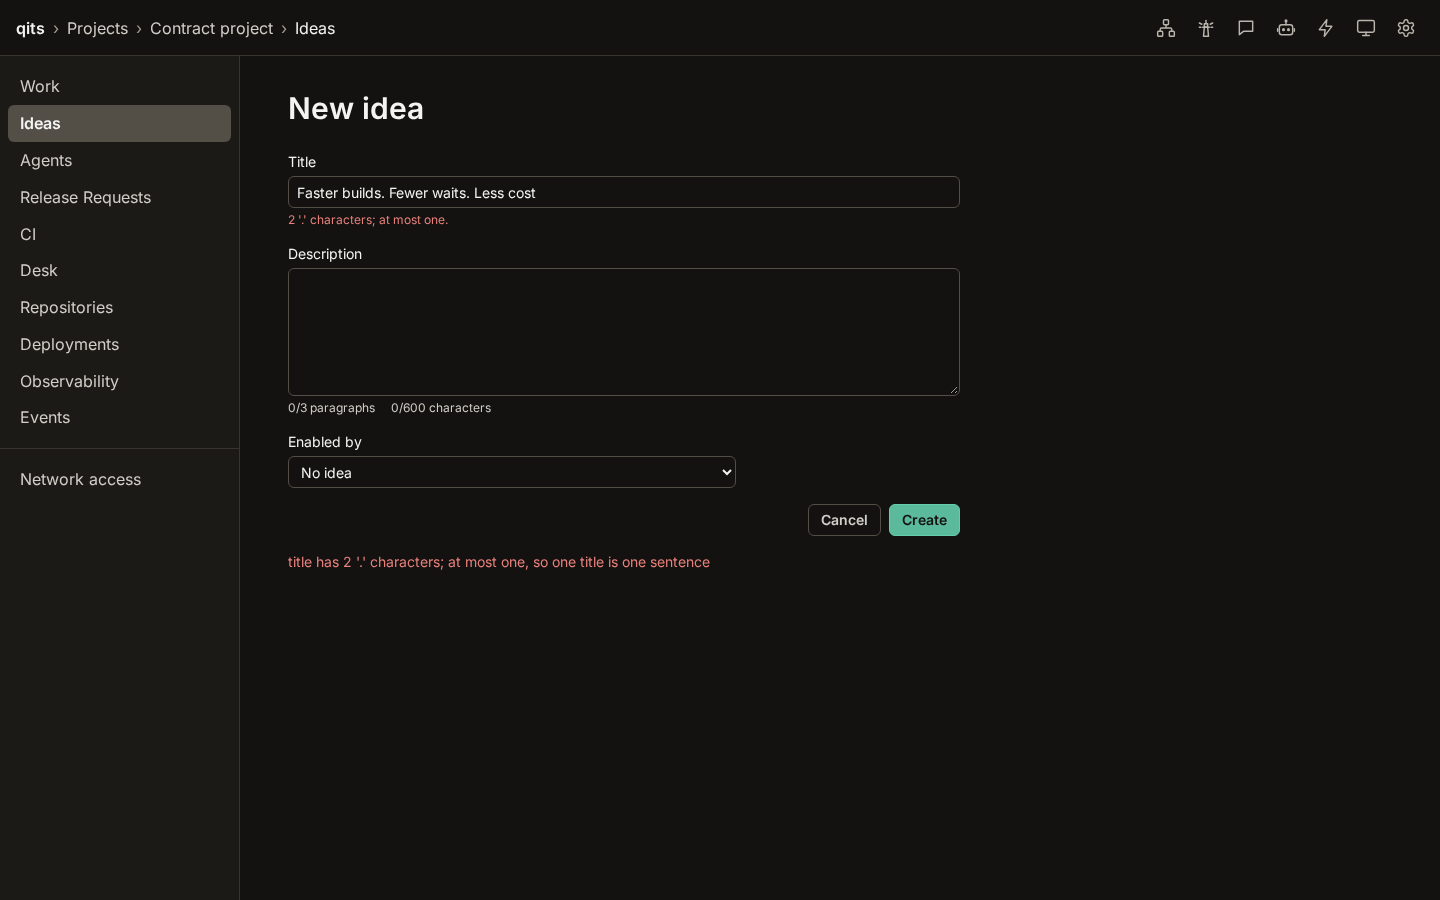 qits › Projects › Contract project › Ideas
Work
Ideas
Agents
Release Requests
CI
Desk
Repositories
Deployments
Observability
Events
Network access
New idea
Title
Faster builds. Fewer waits. Less cost
2 '.' characters; at most one.
Description
0/3 paragraphs 0/600 characters
Enabled by
No idea
Cancel Create
title has 2 '.' characters; at most one, so one title is one sentence